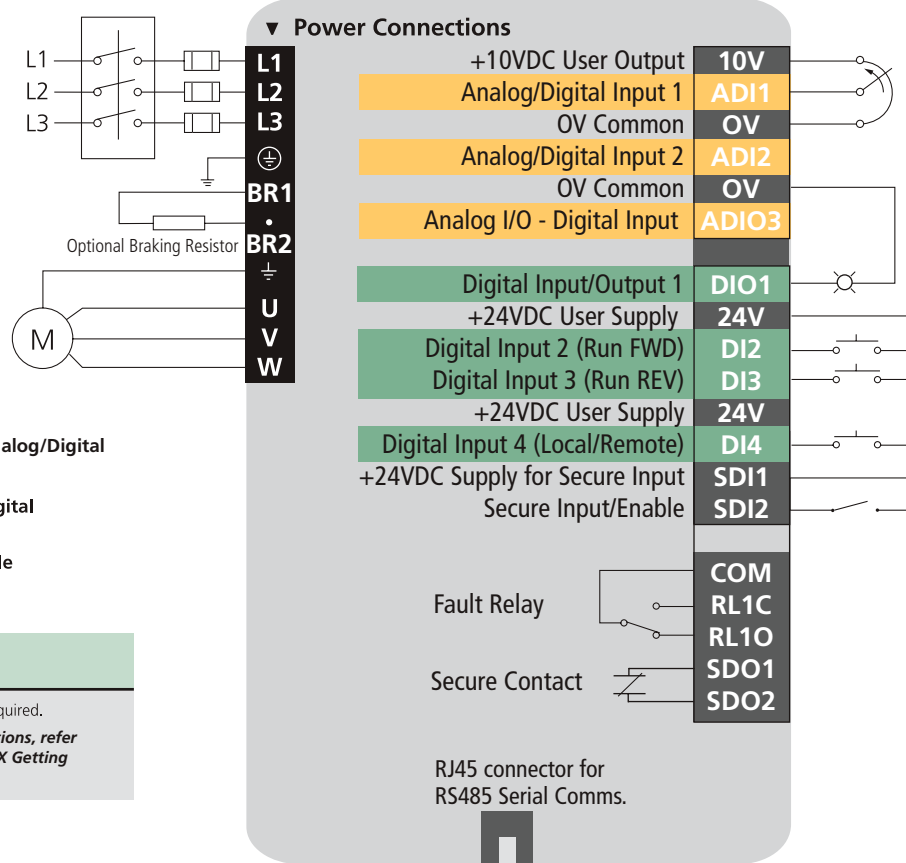 ▼ Power Connections
L1 L1
L2 L2
L3 L3
BR1
Optional Braking Resistor BR2
M
U
V
W
+10VDC User Output 10V
Analog/Digital Input 1 ADI1
OV Common OV
Analog/Digital Input 2 ADI2
OV Common OV
Analog I/O - Digital Input ADIO3
Digital Input/Output 1 DIO1
+24VDC User Supply 24V
Digital Input 2 (Run FWD) DI2
Digital Input 3 (Run REV) DI3
+24VDC User Supply 24V
Digital Input 4 (Local/Remote) DI4
+24VDC Supply for Secure Input SDI1
Secure Input/Enable SDI2
COM
Fault Relay RL1C
RL1O
SDO1
Secure Contact
SDO2
RJ45 connector for
RS485 Serial Comms.
alog/Digital
gital
le
quired.
tions, refer
X Getting